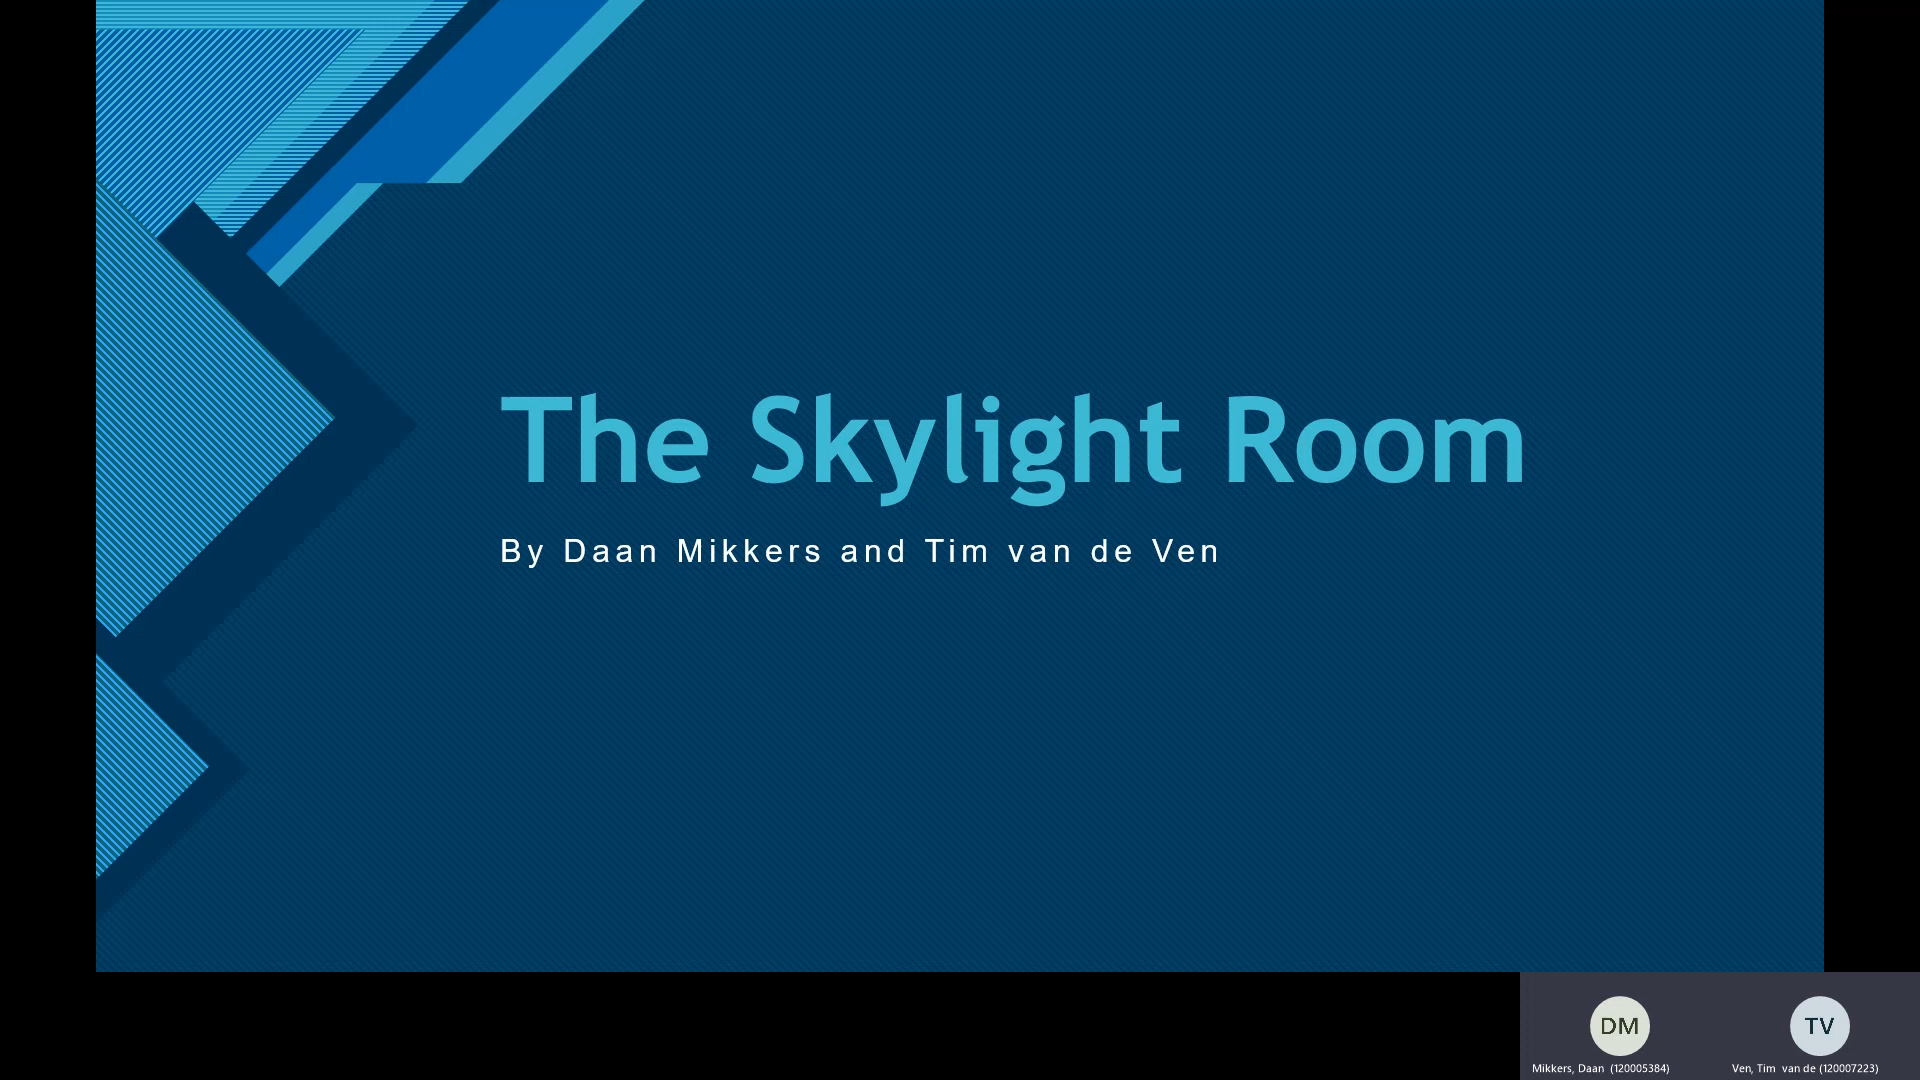 The Skylight Room
By Daan Mikkers and Tim van de Ven
DM
TV
Mikkers, Daan (120005384)
Ven, Tim van de (120007223)